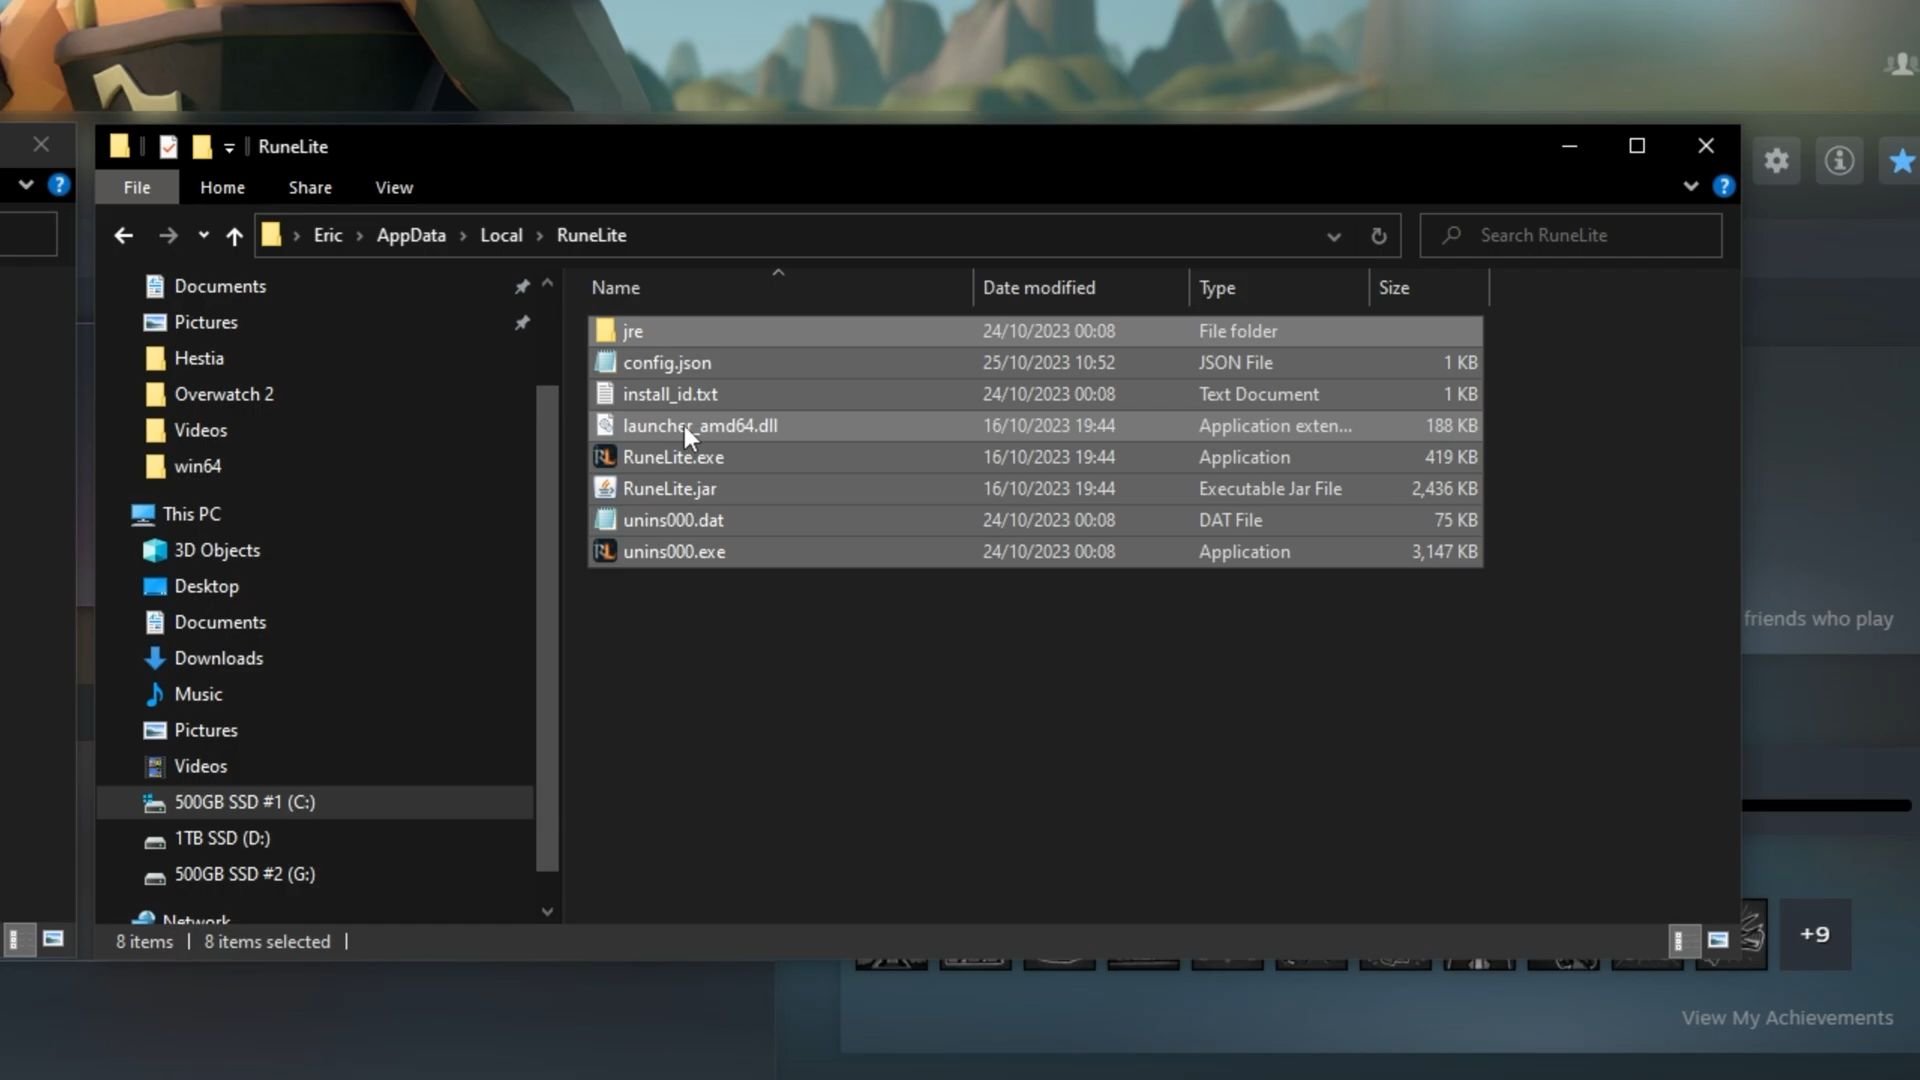 RuneLite
File Home Share View
Eric AppData Local RuneLite
Search RuneLite
Documents
Pictures
Hestia
Overwatch 2
Videos
win64
This PC
3D Objects
Desktop
Documents
Downloads
Music
Pictures
Videos
500GB SSD #1 (C:)
1TB SSD (D:)
500GB SSD #2 (G:)
Network
Name Date modified Type Size
jre 24/10/2023 00:08 File folder
config.json 25/10/2023 10:52 JSON File 1 KB
install_id.txt 24/10/2023 00:08 Text Document 1 KB
launcher_amd64.dll 16/10/2023 19:44 Application exten... 188 KB
RuneLite.exe 16/10/2023 19:44 Application 419 KB
RuneLite.jar 16/10/2023 19:44 Executable Jar File 2,436 KB
unins000.dat 24/10/2023 00:08 DAT File 75 KB
unins000.exe 24/10/2023 00:08 Application 3,147 KB
8 items 8 items selected
friends who play
+9
View My Achievements